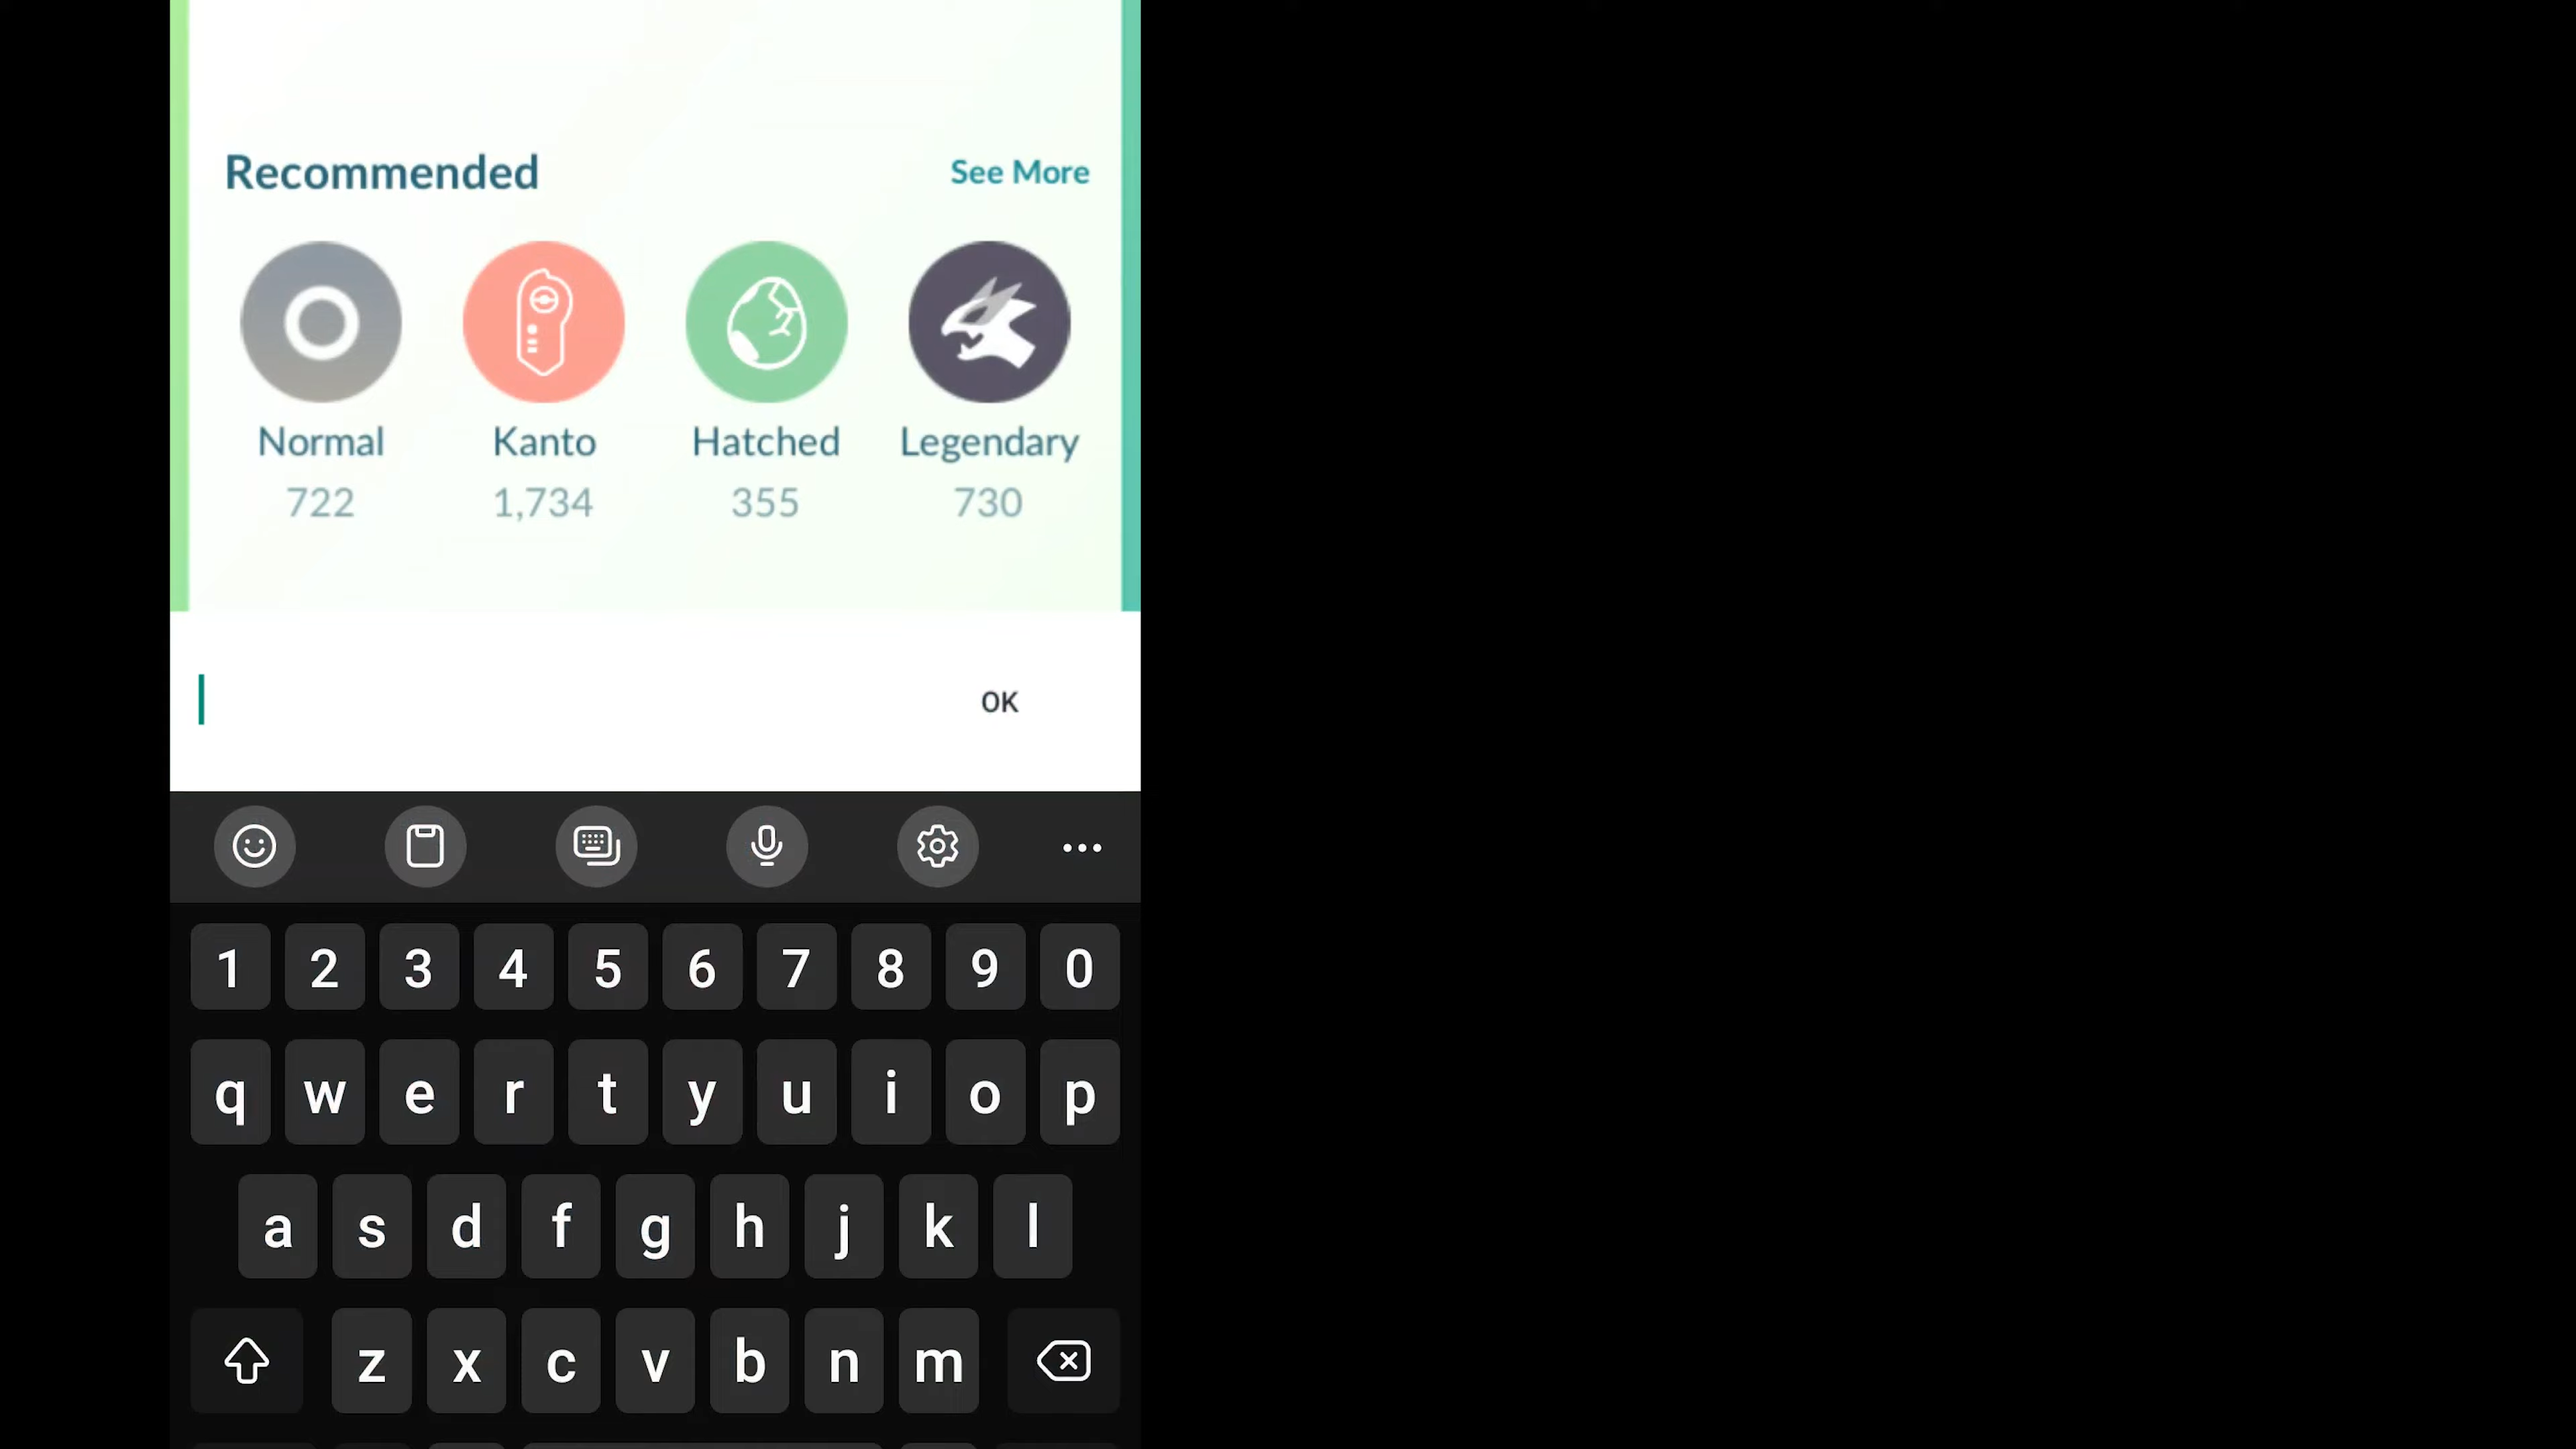 Recommended See More
Normal Kanto Hatched Legendary
722 1,734 355 730
OK
1 2 3 4 5 6 7 8 9 0
q w e r t y u i o p
a s d f g h j k l
z x c v b n m